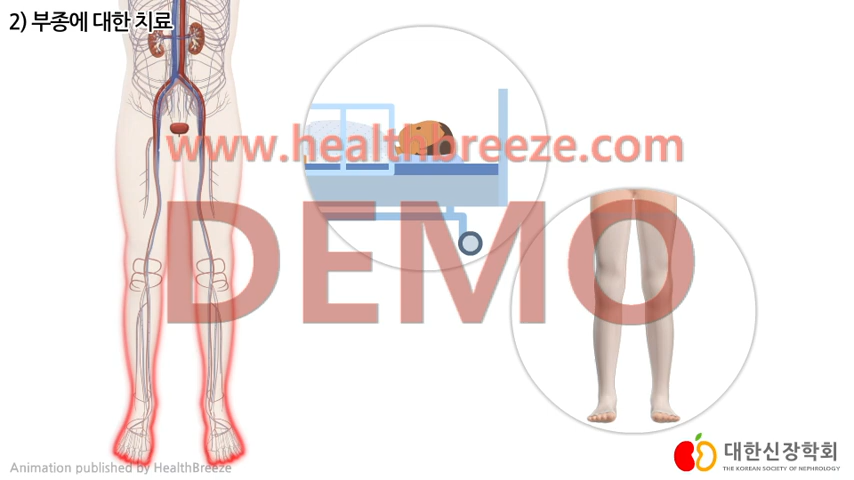 2) 부종에 대한 치료
www.healthbreeze.com
DEMO
Animation published by HealthBreeze
대한신장학회
THE KOREAN SOCIETY OF NEPHROLOGY